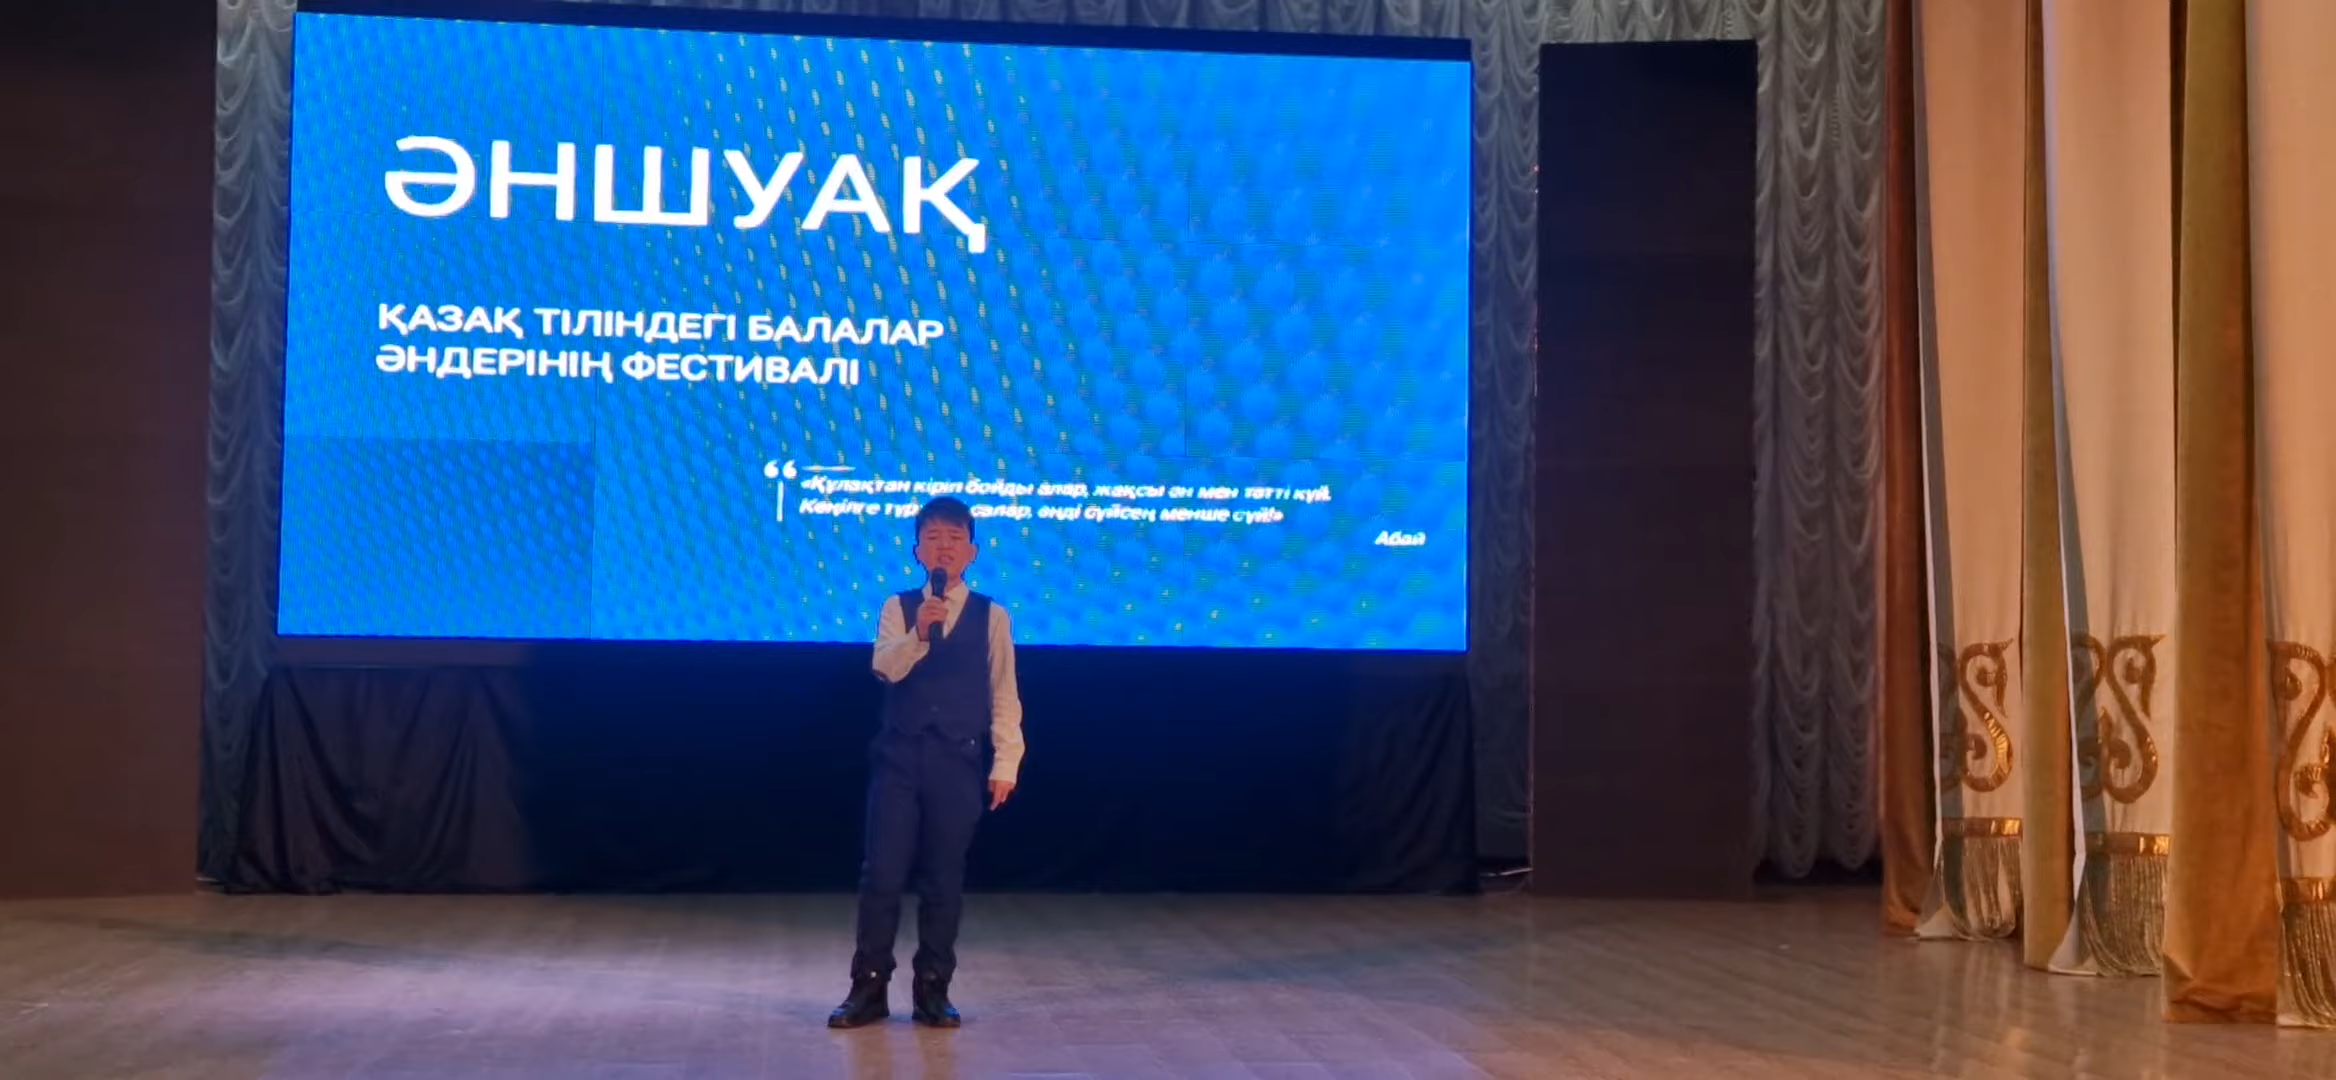 ӘНШУАҚ
ҚАЗАҚ ТІЛІНДЕГІ БАЛАЛАР
ӘНДЕРІНІҢ ФЕСТИВАЛІ
«Құлақтан кіріп бойды алар, жақсы ән мен тәтті күй.
Көңілге түр салар, әнді сүйсең менше сүй!»
Абай